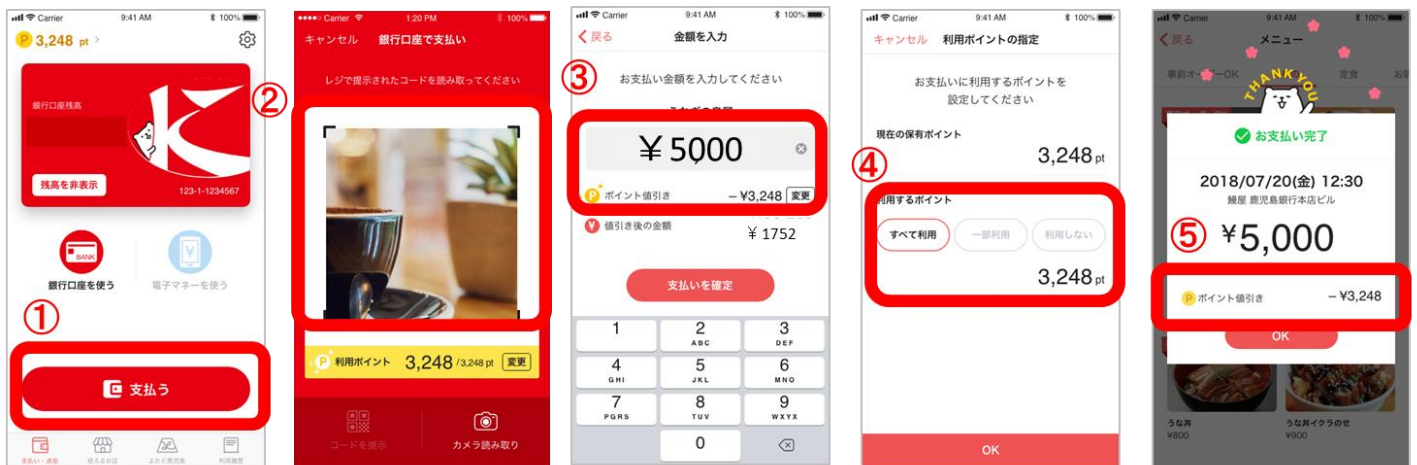 Carrier 9:41 AM 100%
P 3,248 pt >
銀行口座残高
残高を非表示
123-1-1234567
BANK
¥
銀行口座を使う
電子マネーを使う
①
支払う
支払い・送金
使えるお店
よかど鹿児島
利用履歴
Carrier 1:20 PM 100%
キャンセル 銀行口座で支払い
レジで提示されたコードを読み取ってください
②
P 利用ポイント 3,248 /3,248 pt 変更
コードを提示
カメラ読み取り
Carrier 9:41 AM 100%
戻る 金額を入力
③
お支払い金額を入力してください
¥ 5000
P ポイント値引き – ¥3,248 変更
¥ 値引き後の金額 ¥ 1752
支払いを確定
1 2 3
ABC DEF
4 5 6
GHI JKL MNO
7 8 9
PGRS TUV WXYX
0
Carrier 9:41 AM 100%
キャンセル 利用ポイントの指定
お支払いに利用するポイントを
設定してください
現在の保有ポイント
3,248 pt
④
利用するポイント
すべて利用 一部利用 利用しない
3,248 pt
OK
Carrier 9:41 AM 100%
戻る メニュー
定食
THANK YOU
お支払い完了
2018/07/20(金) 12:30
鰻屋 鹿児島銀行本店ビル
⑤
¥5,000
P ポイント値引き – ¥3,248
OK
うな丼
¥800
うな丼イクラのせ
¥900